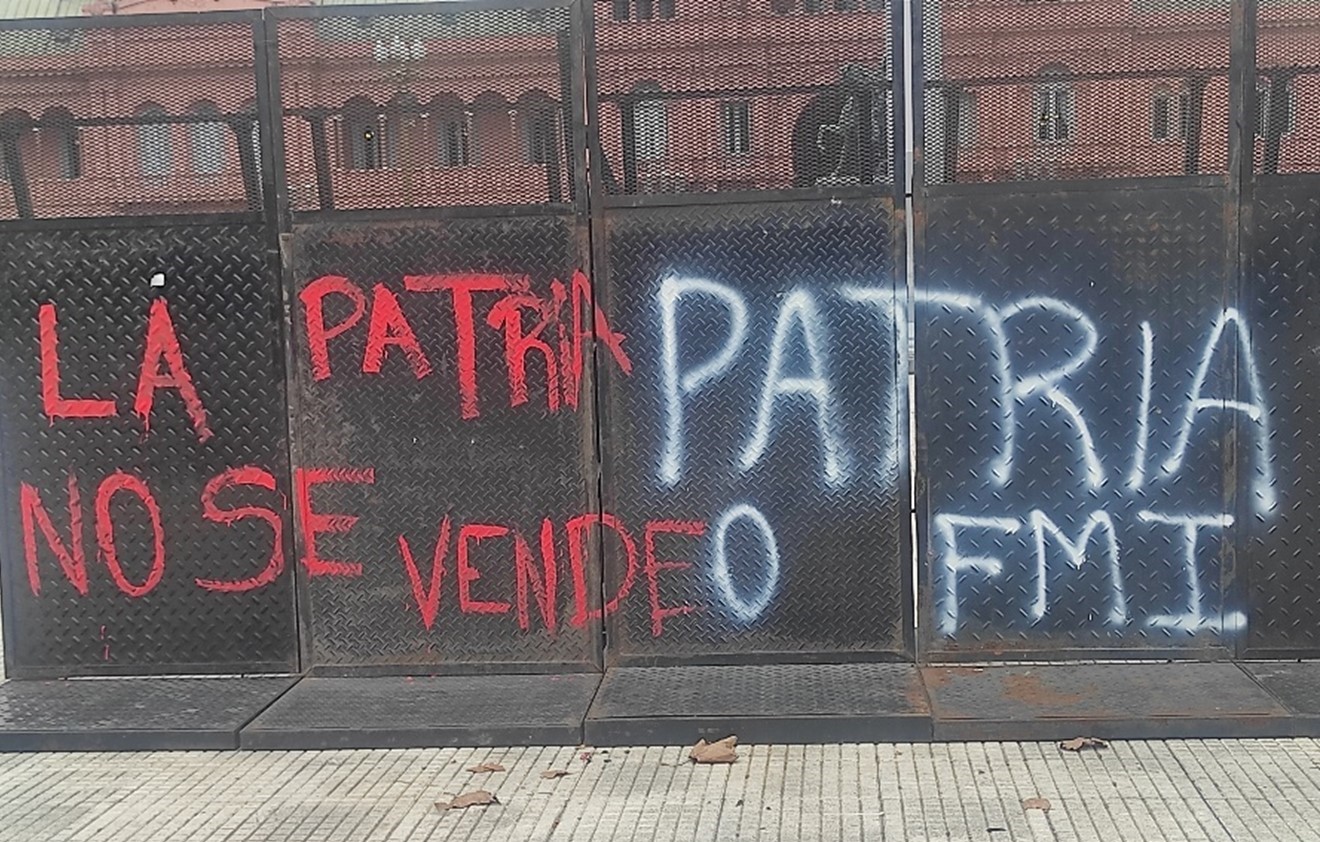 LA PATRIA
NO SE VENDE
PATRIA
O FMI